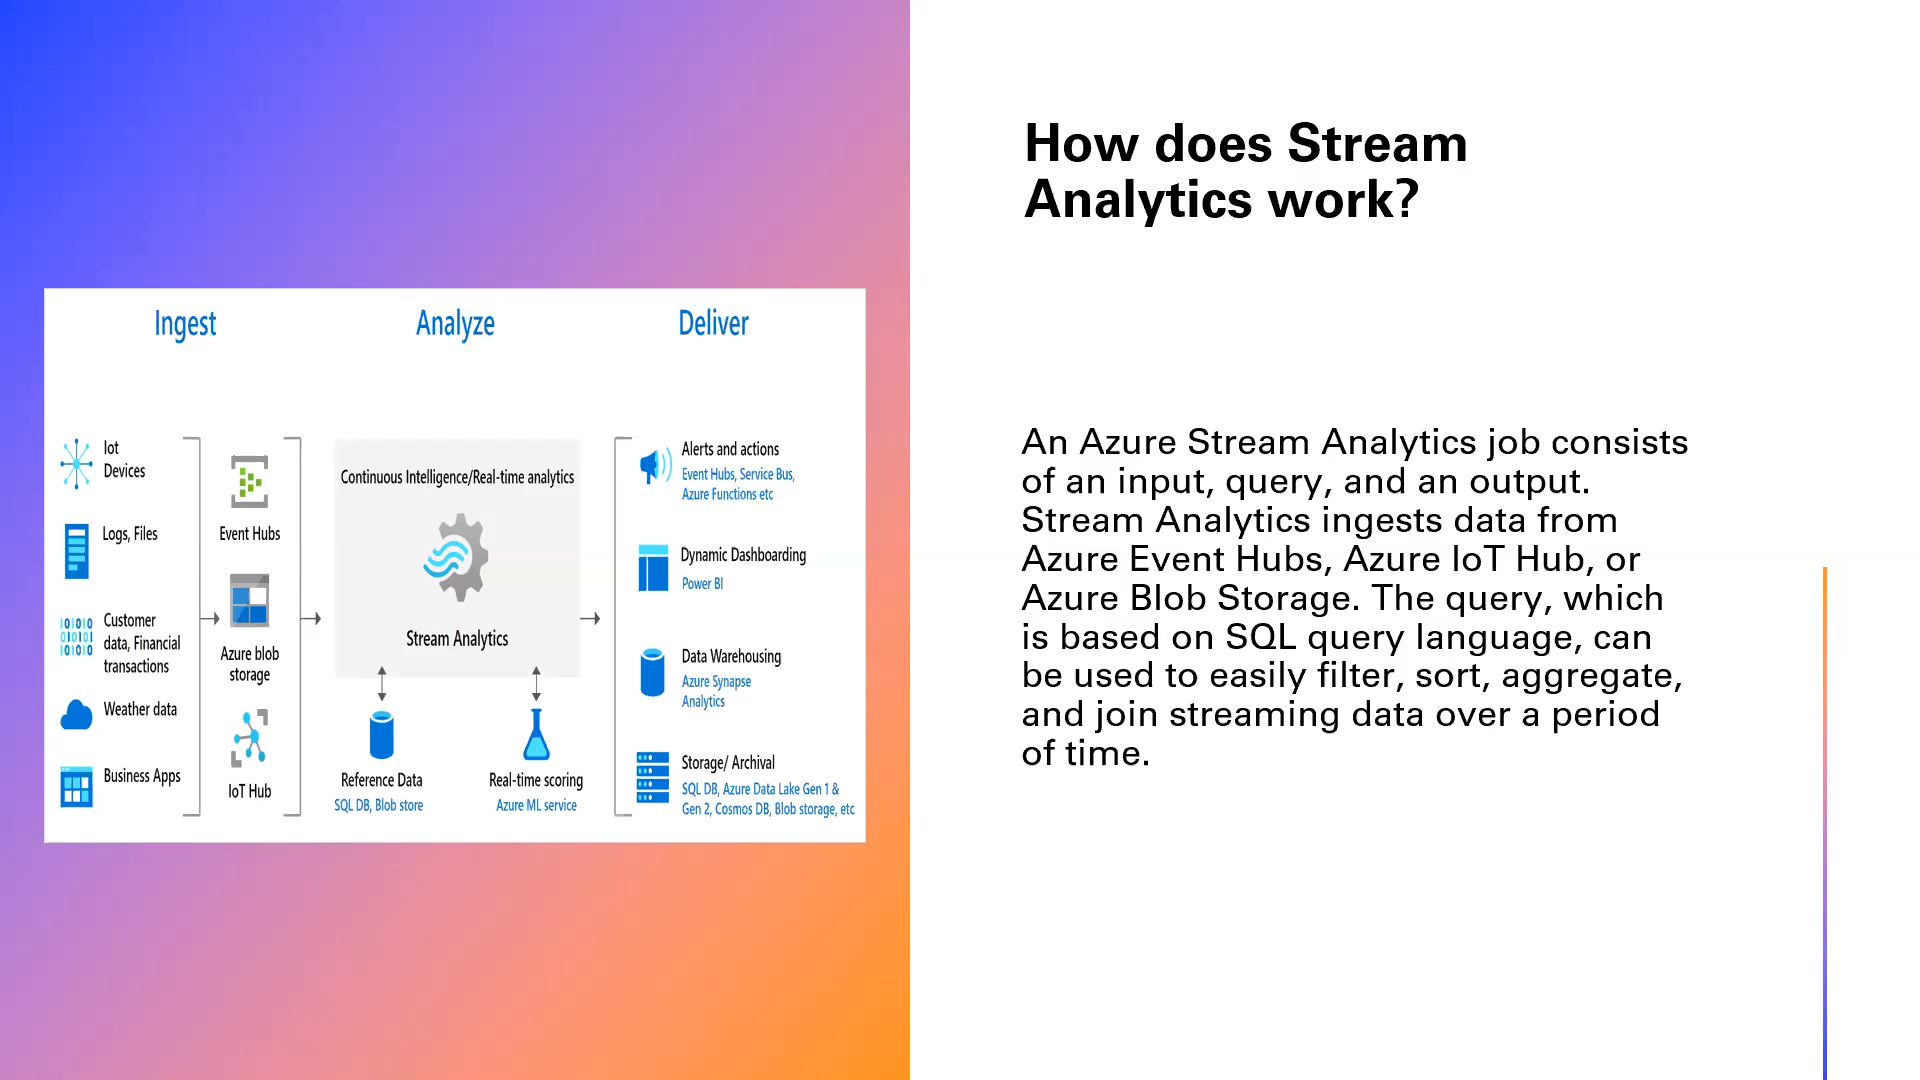 How does Stream
Analytics work?
An Azure Stream Analytics job consists
of an input, query, and an output.
Stream Analytics ingests data from
Azure Event Hubs, Azure IoT Hub, or
Azure Blob Storage. The query, which
is based on SQL query language, can
be used to easily filter, sort, aggregate,
and join streaming data over a period
of time.
Ingest
Analyze
Deliver
Iot
Devices
Logs, Files
Customer
data, Financial
transactions
Weather data
Business Apps
Event Hubs
Azure blob
storage
IoT Hub
Continuous Intelligence/Real-time analytics
Stream Analytics
Reference Data
SQL DB, Blob store
Real-time scoring
Azure ML service
Alerts and actions
Event Hubs, Service Bus,
Azure Functions etc
Dynamic Dashboarding
Power BI
Data Warehousing
Azure Synapse
Analytics
Storage/ Archival
SQL DB, Azure Data Lake Gen 1 &
Gen 2, Cosmos DB, Blob storage, etc